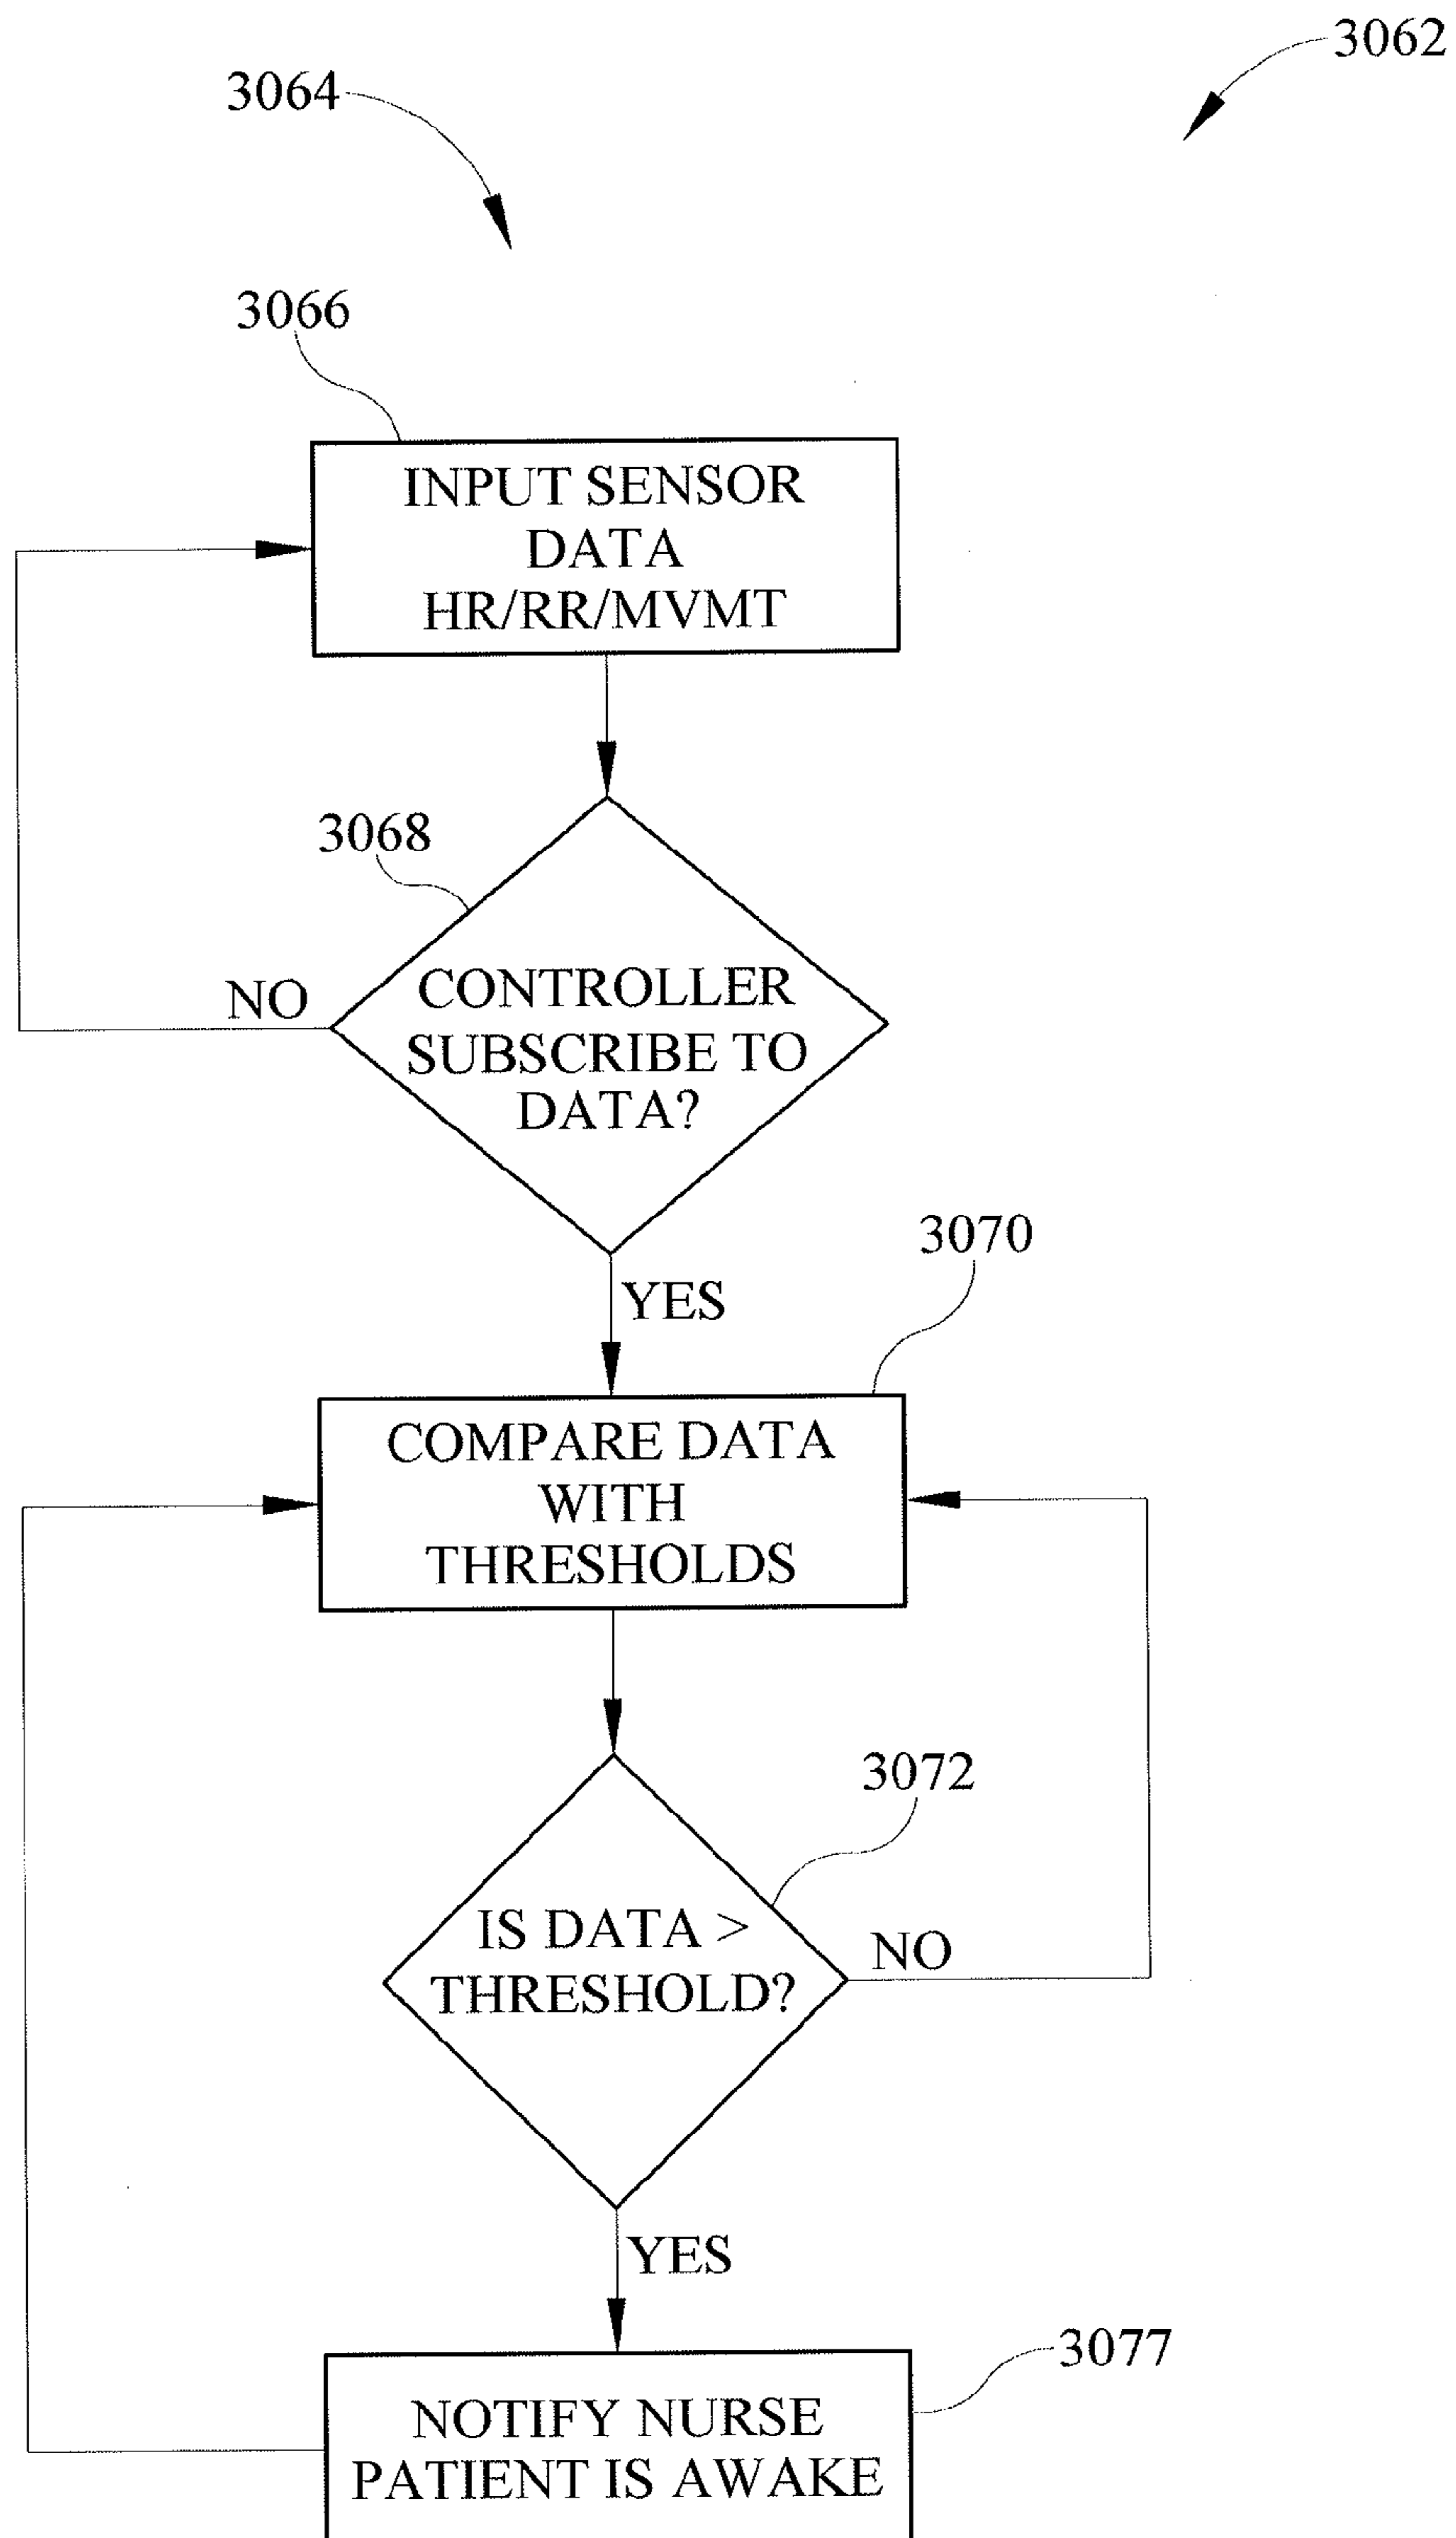 3062
3064
3066
INPUT SENSOR
DATA
HR/RR/MVMT
3068
NO
CONTROLLER
SUBSCRIBE TO
DATA?
YES
3070
COMPARE DATA
WITH
THRESHOLDS
3072
IS DATA >
THRESHOLD?
NO
YES
3077
NOTIFY NURSE
PATIENT IS AWAKE